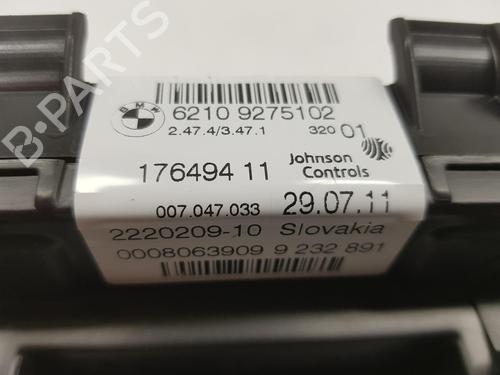 BMW
6210 9275102
2.47.4/3.47.1
320 01
176494 11
Johnson
Controls
007.047.033
29.07.11
2220209-10 Slovakia
0008063909 9 232 891
B-PARTS